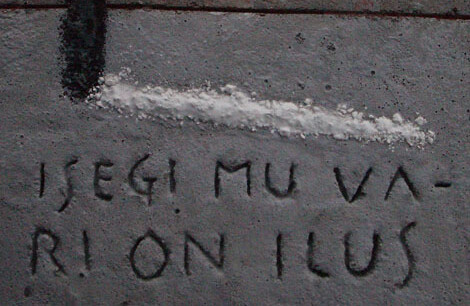 ISEGI MU VA-
RI ON ILUS